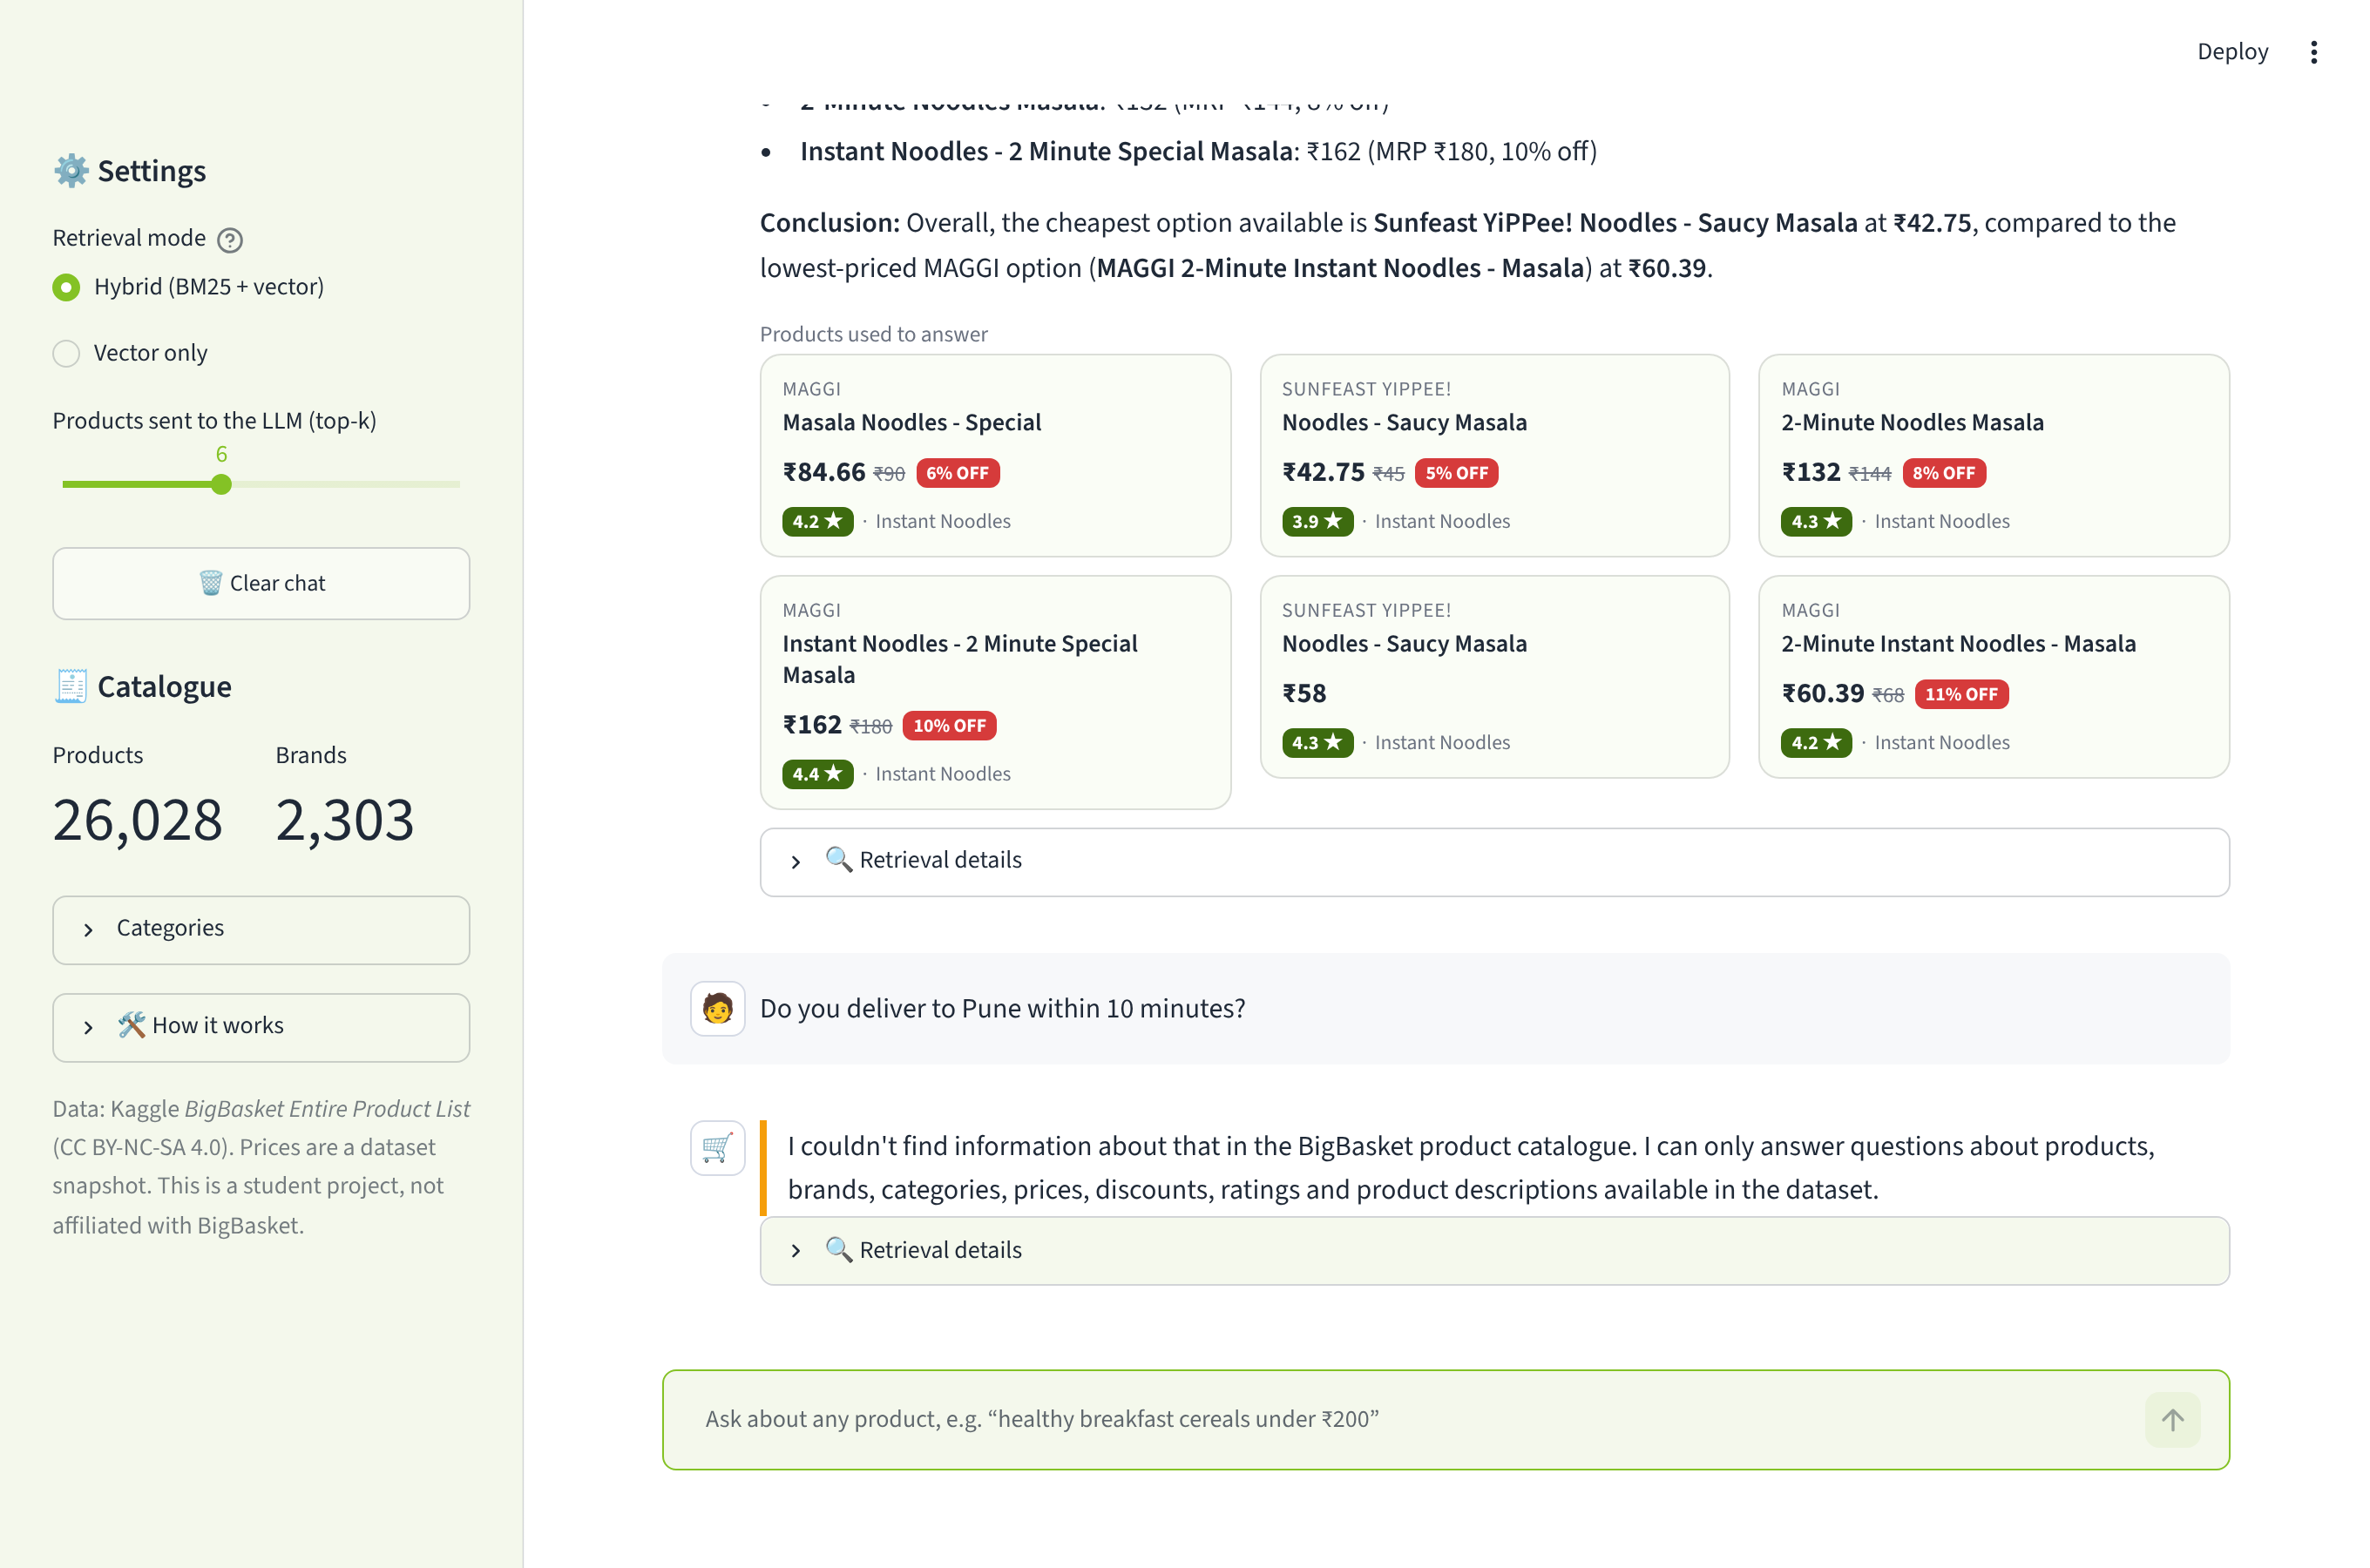 Deploy
⚙️ Settings
Retrieval mode
Hybrid (BM25 + vector)
Vector only
Products sent to the LLM (top-k)
6
🗑️ Clear chat
🧾 Catalogue
Products
Brands
26,028
2,303
Categories
🛠️ How it works
Data: Kaggle BigBasket Entire Product List
(CC BY-NC-SA 4.0). Prices are a dataset
snapshot. This is a student project, not
affiliated with BigBasket.
• 2-Minute Noodles Masala: ₹132 (MRP ₹144, 8% off)
• Instant Noodles - 2 Minute Special Masala: ₹162 (MRP ₹180, 10% off)
Conclusion: Overall, the cheapest option available is Sunfeast YiPPee! Noodles - Saucy Masala at ₹42.75, compared to the
lowest-priced MAGGI option (MAGGI 2-Minute Instant Noodles - Masala) at ₹60.39.
Products used to answer
MAGGI
Masala Noodles - Special
₹84.66 ₹90 6% OFF
4.2 ★ · Instant Noodles
SUNFEAST YIPPEE!
Noodles - Saucy Masala
₹42.75 ₹45 5% OFF
3.9 ★ · Instant Noodles
MAGGI
2-Minute Noodles Masala
₹132 ₹144 8% OFF
4.3 ★ · Instant Noodles
MAGGI
Instant Noodles - 2 Minute Special
Masala
₹162 ₹180 10% OFF
4.4 ★ · Instant Noodles
SUNFEAST YIPPEE!
Noodles - Saucy Masala
₹58
4.3 ★ · Instant Noodles
MAGGI
2-Minute Instant Noodles - Masala
₹60.39 ₹68 11% OFF
4.2 ★ · Instant Noodles
🔍 Retrieval details
Do you deliver to Pune within 10 minutes?
I couldn't find information about that in the BigBasket product catalogue. I can only answer questions about products,
brands, categories, prices, discounts, ratings and product descriptions available in the dataset.
🔍 Retrieval details
Ask about any product, e.g. “healthy breakfast cereals under ₹200”